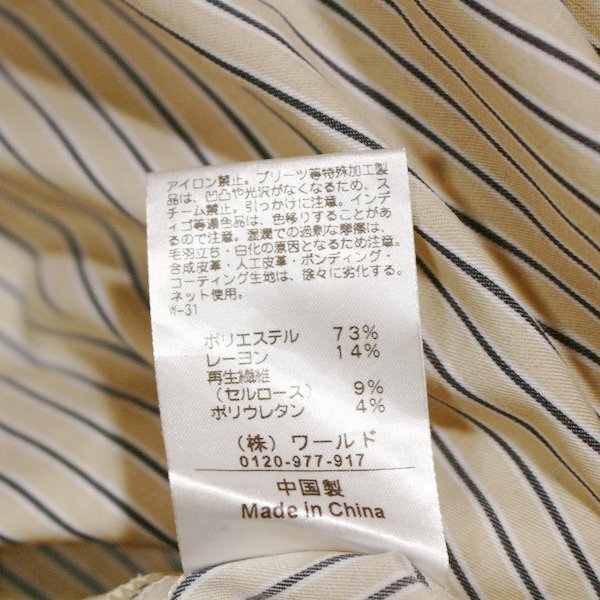 アイロン禁止。プリーツ等特殊加工製
品は、凹凸や光沢がなくなるため、ス
チーム禁止。引っかけに注意。インデ
ィゴ等濃色品は、色移りすることがあ
るので注意。湿潤での過剰な摩擦は、
毛羽立ち・白化の原因となるため注意
合成皮革・人工皮革・ボンディング・
コーティング生地は、徐々に劣化する。
ネット使用。
W-31
ポリエステル 73%
レーヨン 14%
再生繊維
(セルロース) 9%
ポリウレタン 4%
(株)ワールド
0120-977-917
中国製
Made in China